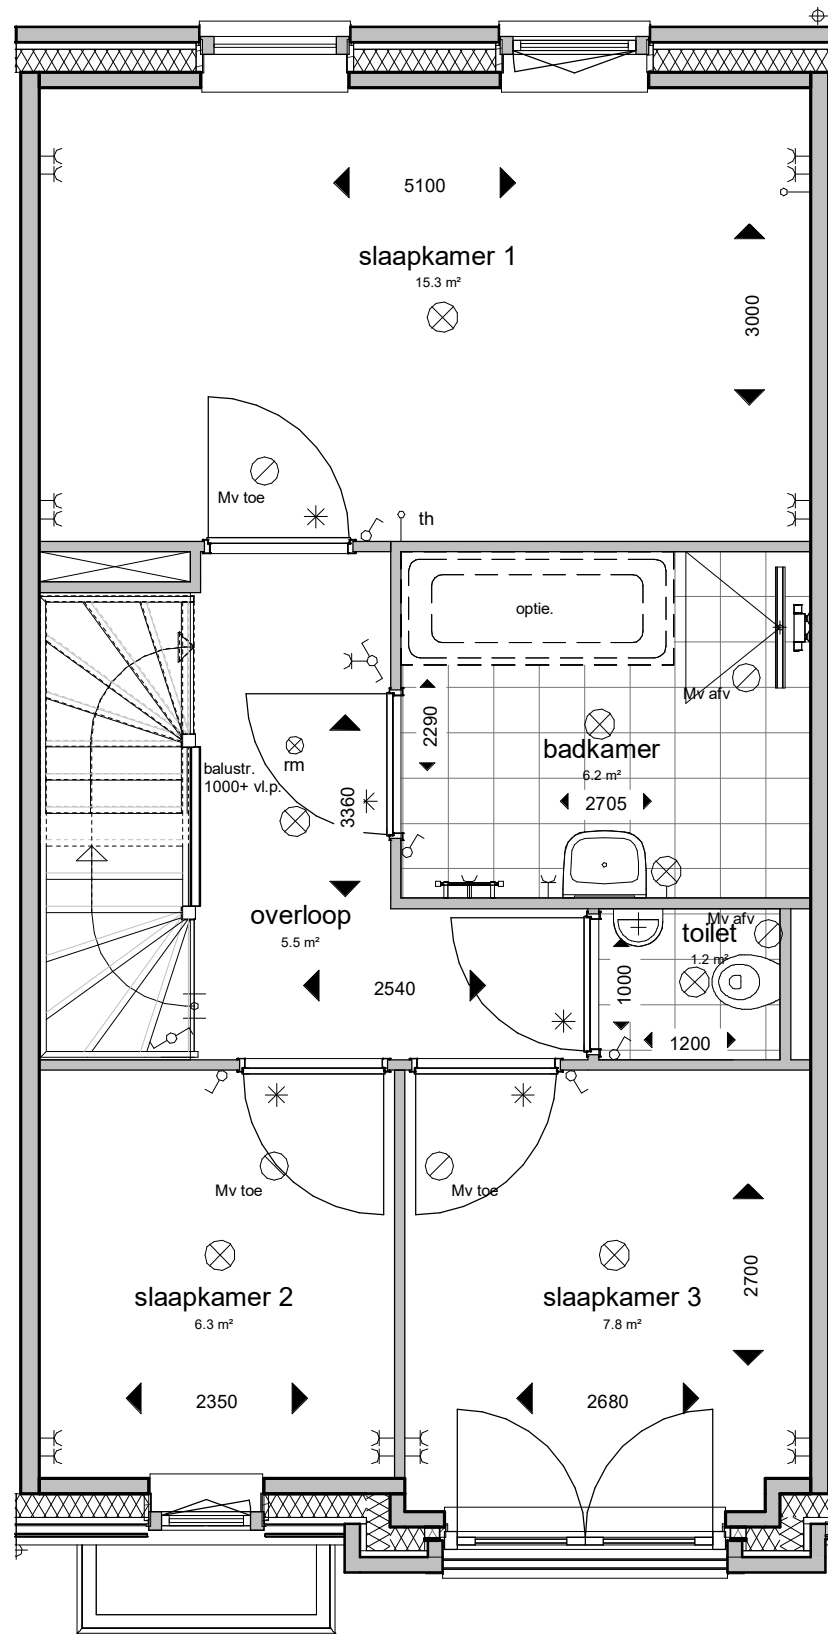 5100
slaapkamer 1
15.3 m²
3000
Mv toe
th
optie.
Mv afv
2290
badkamer
6.2 m²
2705
balustr.
1000+ vl.p.
rm
3360
overloop
5.5 m²
2540
Mv afv
toilet
1.2 m²
1000
1200
Mv toe
Mv toe
2700
slaapkamer 2
6.3 m²
slaapkamer 3
7.8 m²
2350
2680